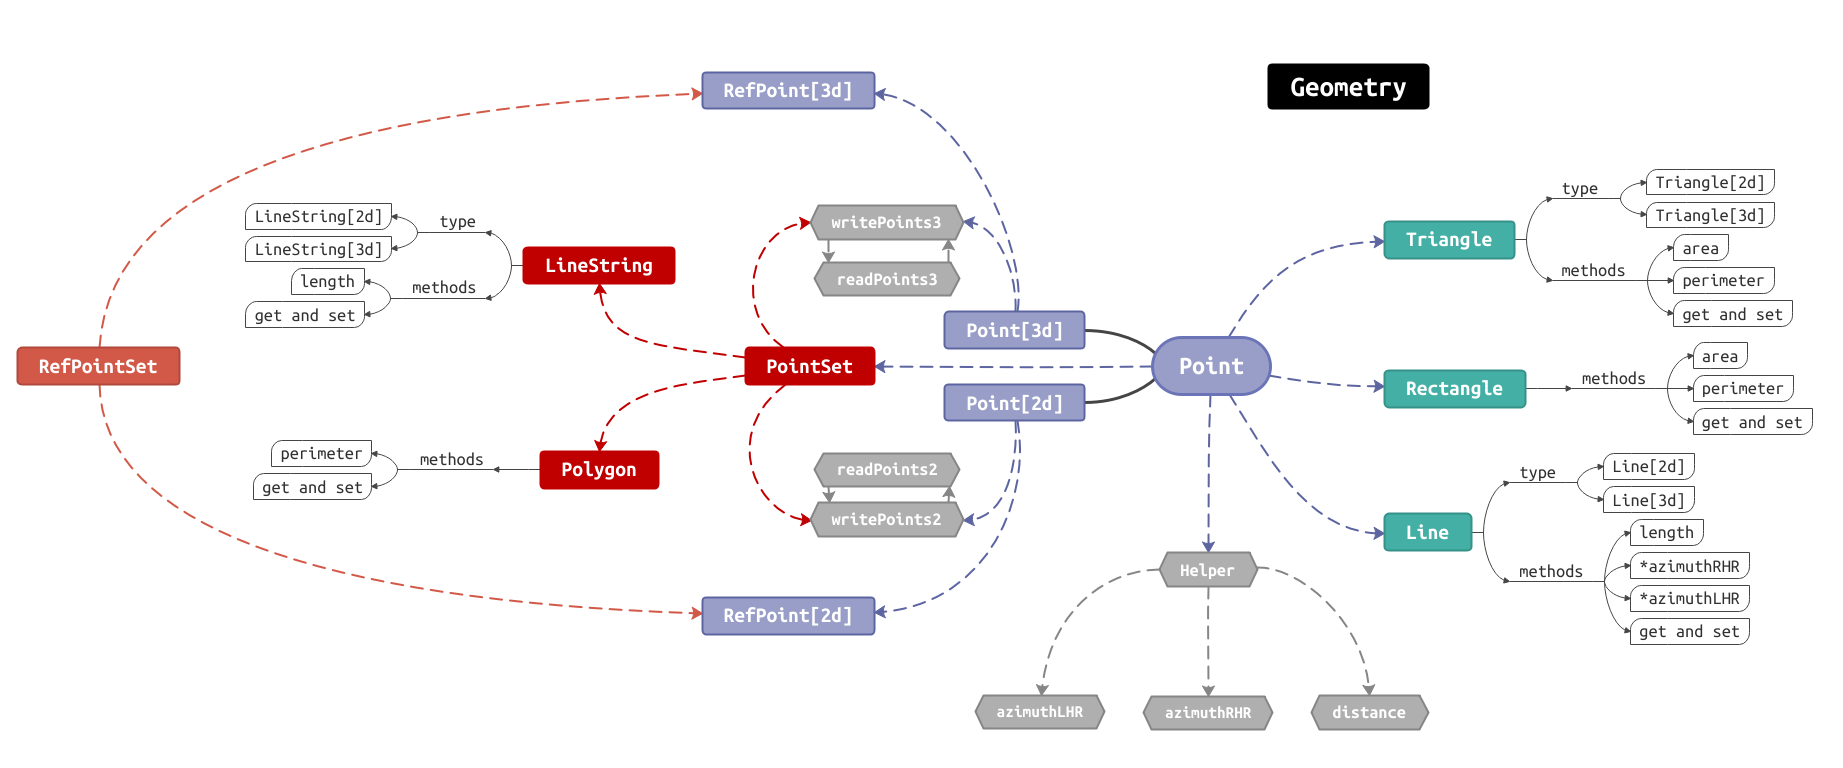 Geometry
RefPoint[3d]
Triangle[2d]
type
Triangle[3d]
LineString[2d]
type
LineString[3d]
writePoints3
readPoints3
LineString
length
methods
get and set
Triangle
area
methods
perimeter
get and set
Point[3d]
RefPointSet
PointSet
Point
Point[2d]
Rectangle
methods
area
perimeter
get and set
perimeter
methods
get and set
Polygon
readPoints2
writePoints2
type
Line[2d]
Line[3d]
Line
length
methods
*azimuthRHR
*azimuthLHR
get and set
Helper
RefPoint[2d]
azimuthLHR
azimuthRHR
distance